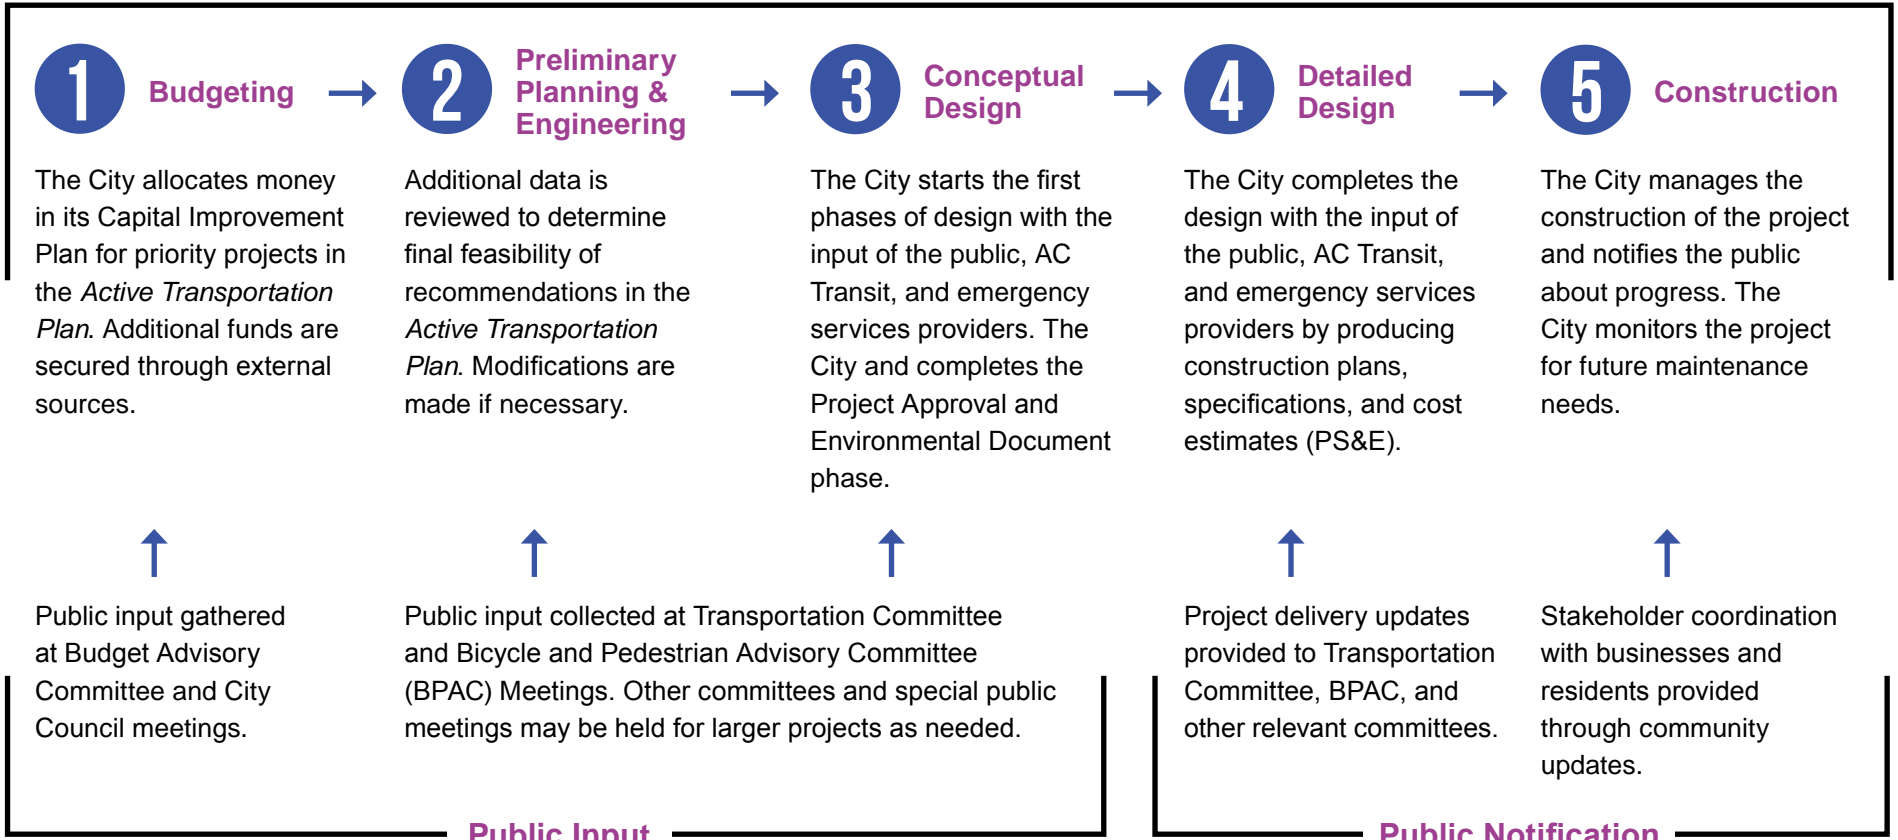 1
Budgeting
2
Preliminary
Planning &
Engineering
3
Conceptual
Design
4
Detailed
Design
5
Construction
The City allocates money
in its Capital Improvement
Plan for priority projects in
the Active Transportation
Plan. Additional funds are
secured through external
sources.
Additional data is
reviewed to determine
final feasibility of
recommendations in the
Active Transportation
Plan. Modifications are
made if necessary.
The City starts the first
phases of design with the
input of the public, AC
Transit, and emergency
services providers. The
City and completes the
Project Approval and
Environmental Document
phase.
The City completes the
design with the input of
the public, AC Transit,
and emergency services
providers by producing
construction plans,
specifications, and cost
estimates (PS&E).
The City manages the
construction of the project
and notifies the public
about progress. The
City monitors the project
for future maintenance
needs.
Public input gathered
at Budget Advisory
Committee and City
Council meetings.
Public input collected at Transportation Committee
and Bicycle and Pedestrian Advisory Committee
(BPAC) Meetings. Other committees and special public
meetings may be held for larger projects as needed.
Project delivery updates
provided to Transportation
Committee, BPAC, and
other relevant committees.
Stakeholder coordination
with businesses and
residents provided
through community
updates.
Public Input
Public Notification